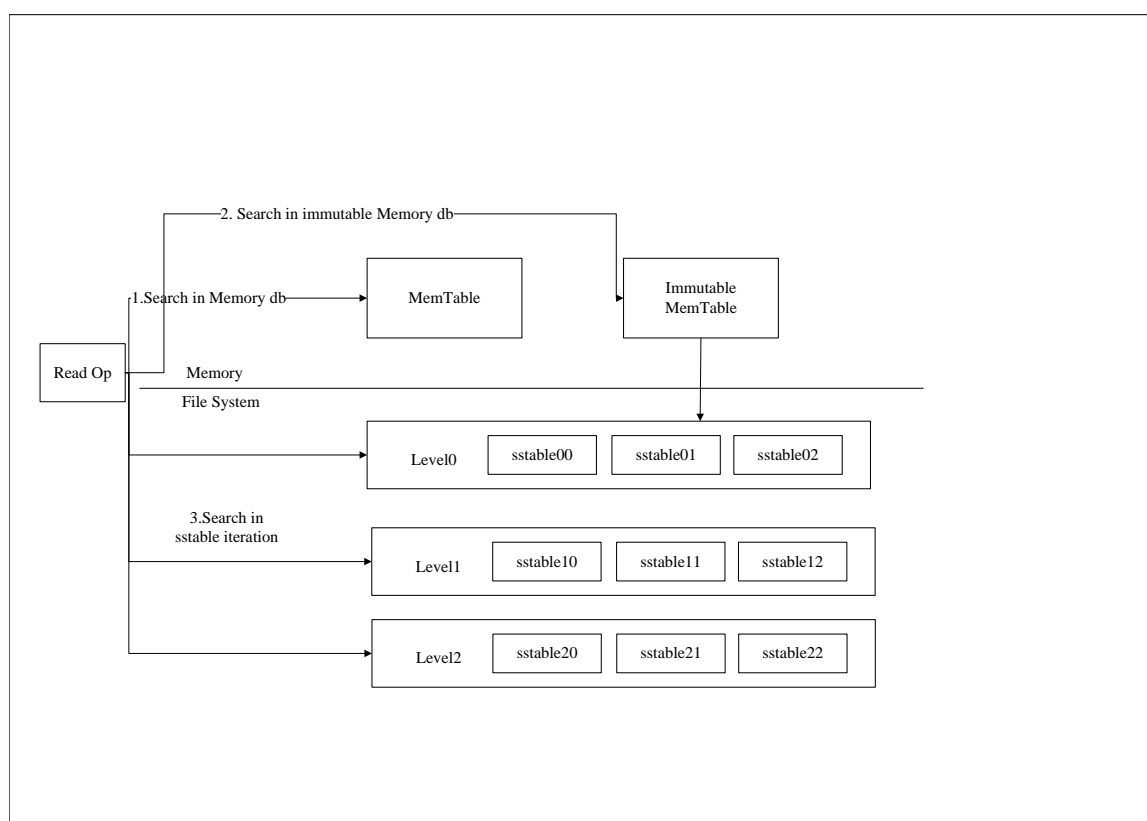 2. Search in immutable Memory db
1.Search in Memory db
MemTable
Immutable
MemTable
Read Op
Memory
File System
Level0
sstable00
sstable01
sstable02
3.Search in
sstable iteration
Level1
sstable10
sstable11
sstable12
Level2
sstable20
sstable21
sstable22